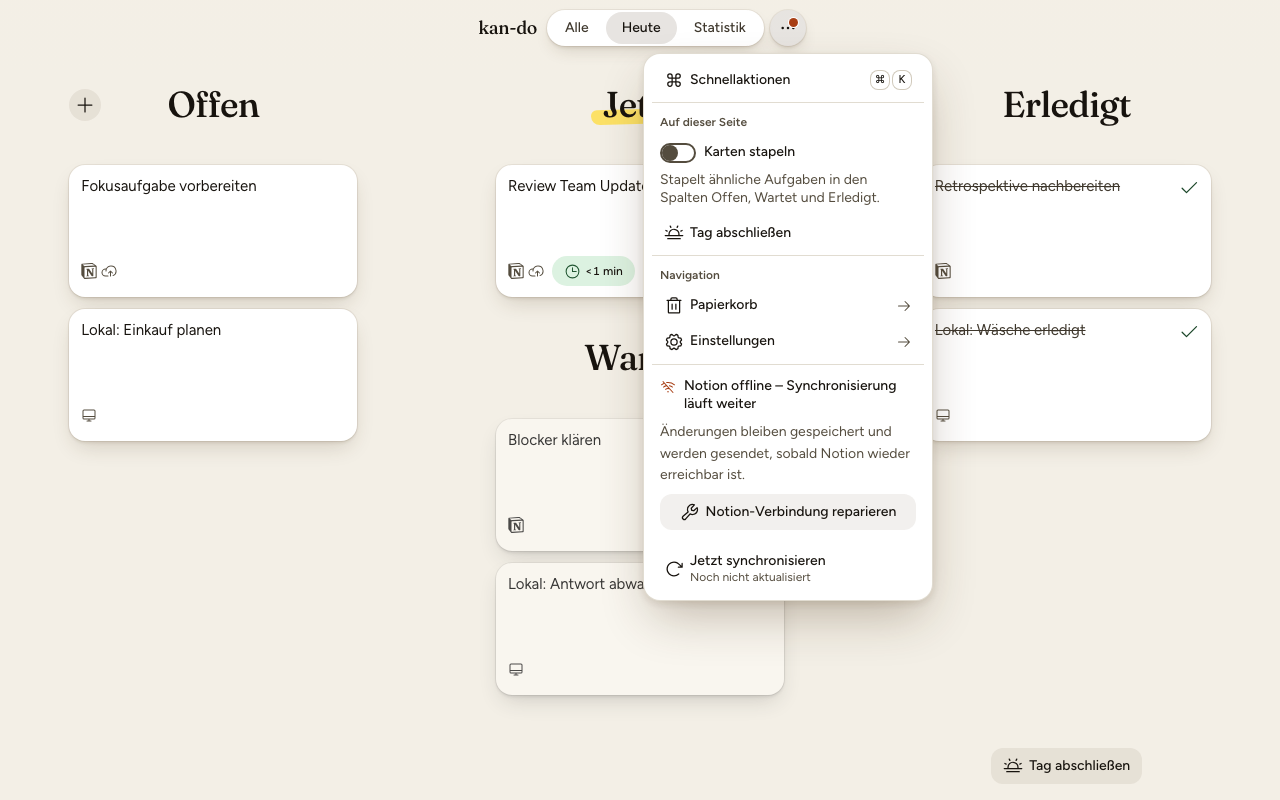 kan-do
Alle
Heute
Statistik
Schnellaktionen
⌘
K
Auf dieser Seite
Karten stapeln
Stapelt ähnliche Aufgaben in den
Spalten Offen, Wartet und Erledigt.
Tag abschließen
Navigation
Papierkorb
Einstellungen
Notion offline – Synchronisierung
läuft weiter
Änderungen bleiben gespeichert und
werden gesendet, sobald Notion wieder
erreichbar ist.
Notion-Verbindung reparieren
Jetzt synchronisieren
Noch nicht aktualisiert
Offen
Fokusaufgabe vorbereiten
Lokal: Einkauf planen
Review Team Update
<1 min
Blocker klären
Lokal: Antwort
Erledigt
Retrospektive nachbereiten
Lokal: Wäsche erledigt
Tag abschließen